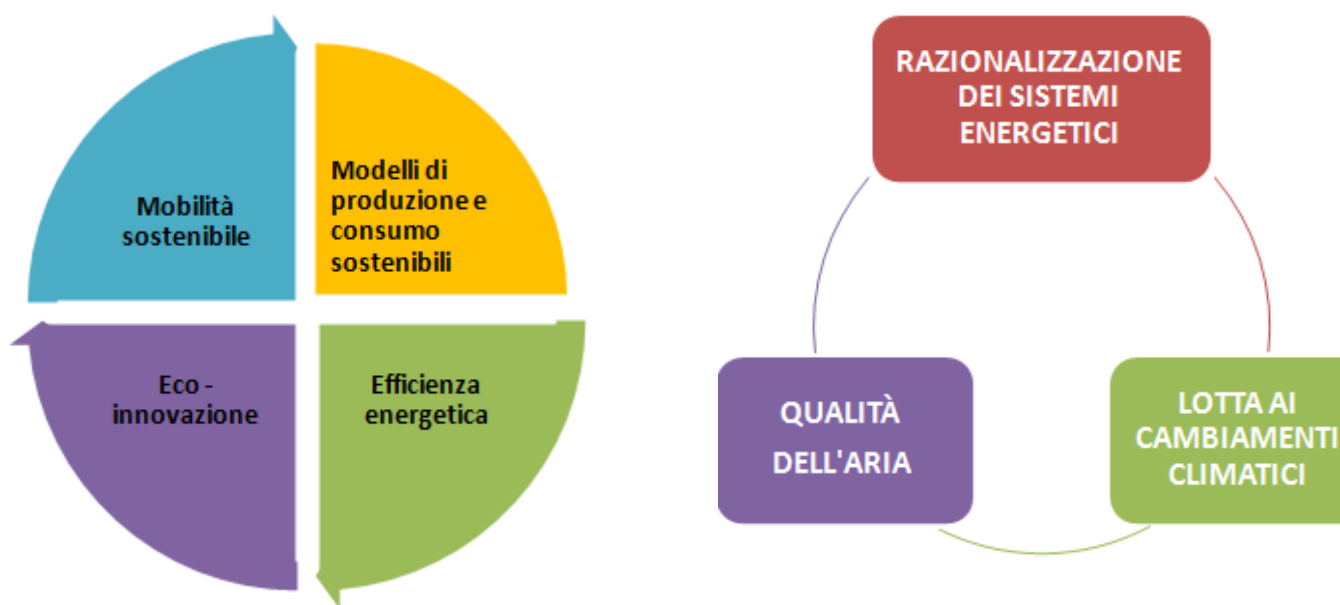 Mobilità
sostenibile
Modelli di
produzione e
consumo
sostenibili
Eco -
innovazione
Efficienza
energetica
RAZIONALIZZAZIONE
DEI SISTEMI
ENERGETICI
QUALITÀ
DELL'ARIA
LOTTA AI
CAMBIAMENTI
CLIMATICI